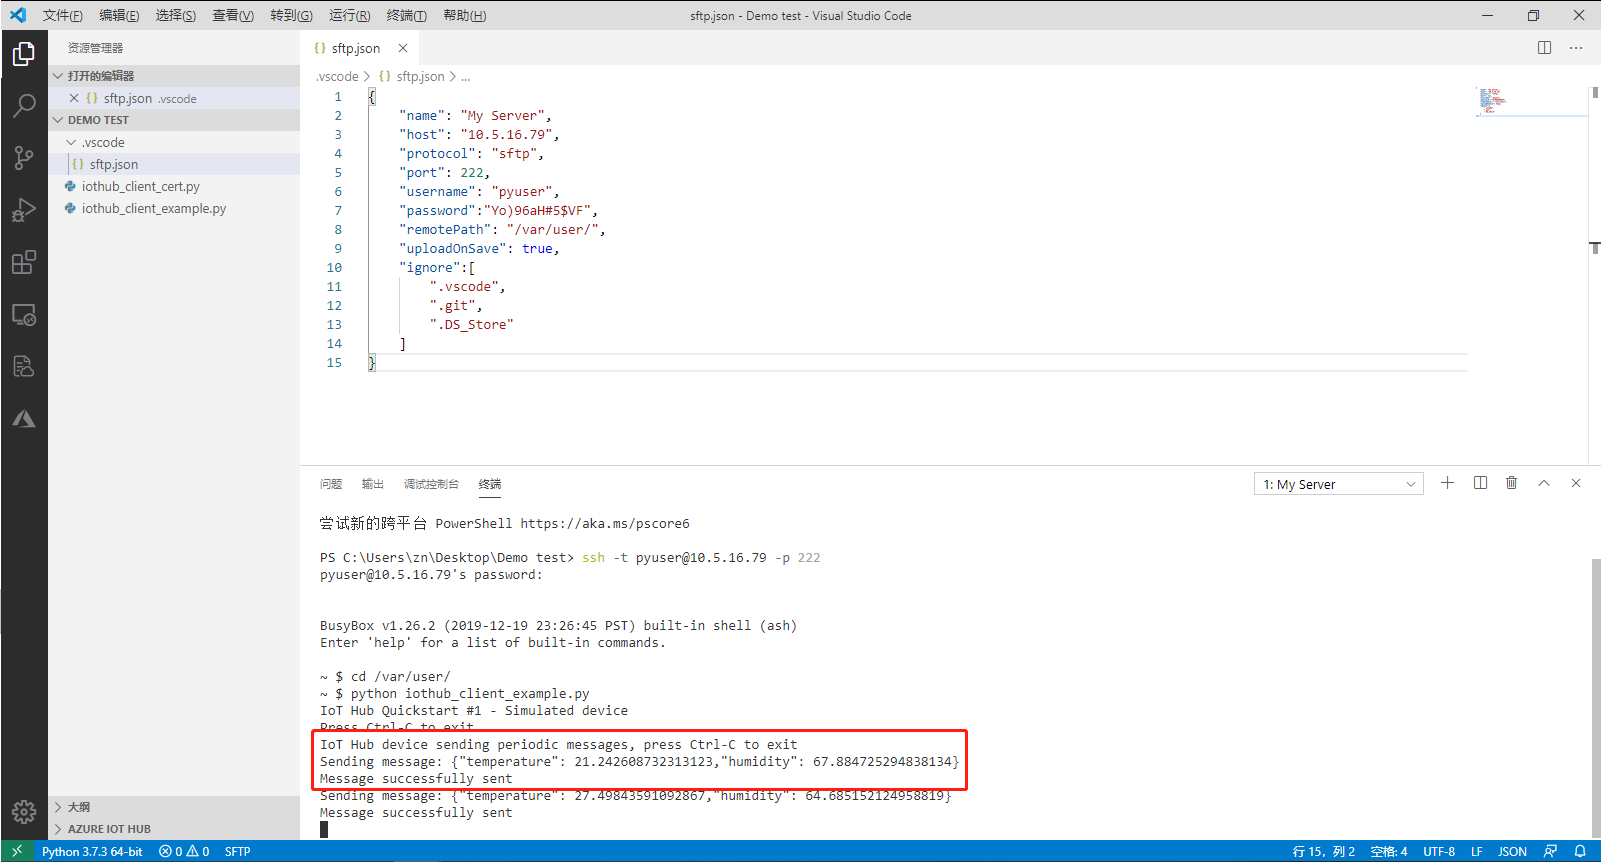 文件(F) 编辑(E) 选择(S) 查看(V) 转到(G) 运行(R) 终端(T) 帮助(H) sftp.json - Demo test - Visual Studio Code
资源管理器
打开的编辑器
sftp.json .vscode
DEMO TEST
.vscode
{} sftp.json
iothub_client_cert.py
iothub_client_example.py
大纲
AZURE IOT HUB
{} sftp.json
.vscode > {} sftp.json > ...
1 {
2 "name": "My Server",
3 "host": "10.5.16.79",
4 "protocol": "sftp",
5 "port": 222,
6 "username": "pyuser",
7 "password":"Yo)96aH#5$VF",
8 "remotePath": "/var/user/",
9 "uploadOnSave": true,
10 "ignore":[
11 ".vscode",
12 ".git",
13 ".DS_Store"
14 ]
15 }
问题 输出 调试控制台 终端 1: My Server
尝试新的跨平台 PowerShell https://aka.ms/pscore6
PS C:\Users\zn\Desktop\Demo test> ssh -t pyuser@10.5.16.79 -p 222
pyuser@10.5.16.79's password:
BusyBox v1.26.2 (2019-12-19 23:26:45 PST) built-in shell (ash)
Enter 'help' for a list of built-in commands.
~ $ cd /var/user/
~ $ python iothub_client_example.py
IoT Hub Quickstart #1 - Simulated device
Press Ctrl-C to exit
IoT Hub device sending periodic messages, press Ctrl-C to exit
Sending message: {"temperature": 21.242608732313123,"humidity": 67.884725294838134}
Message successfully sent
Sending message: {"temperature": 27.49843591092867,"humidity": 64.685152124958819}
Message successfully sent
Python 3.7.3 64-bit 0 0 SFTP 行 15，列 2 空格: 4 UTF-8 LF JSON